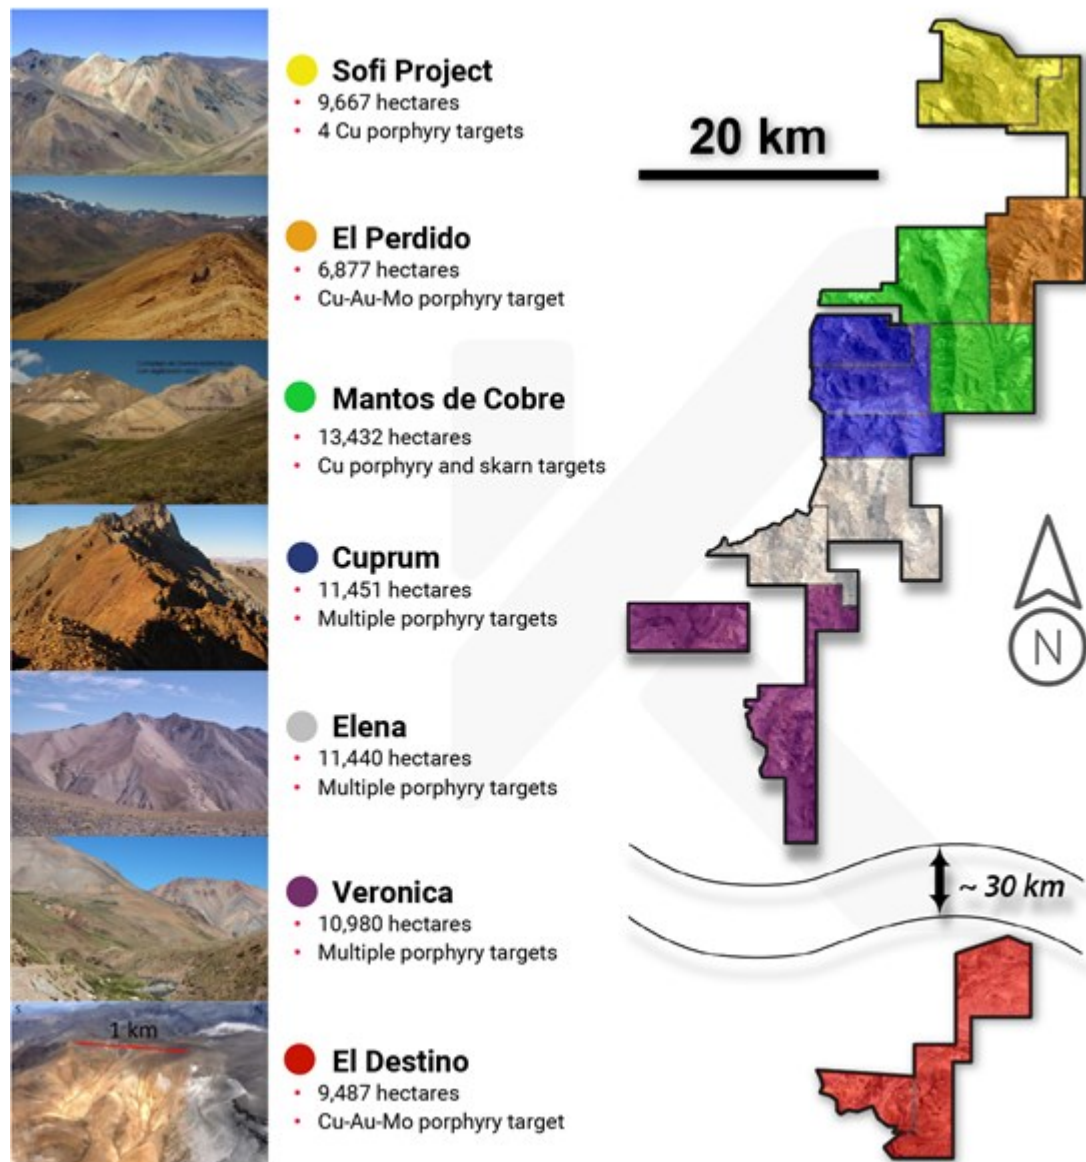 Sofi Project
• 9,667 hectares
• 4 Cu porphyry targets
El Perdido
• 6,877 hectares
• Cu-Au-Mo porphyry target
Mantos de Cobre
• 13,432 hectares
• Cu porphyry and skarn targets
Cuprum
• 11,451 hectares
• Multiple porphyry targets
Elena
• 11,440 hectares
• Multiple porphyry targets
Veronica
• 10,980 hectares
• Multiple porphyry targets
1 km
El Destino
• 9,487 hectares
• Cu-Au-Mo porphyry target
20 km
N
~ 30 km